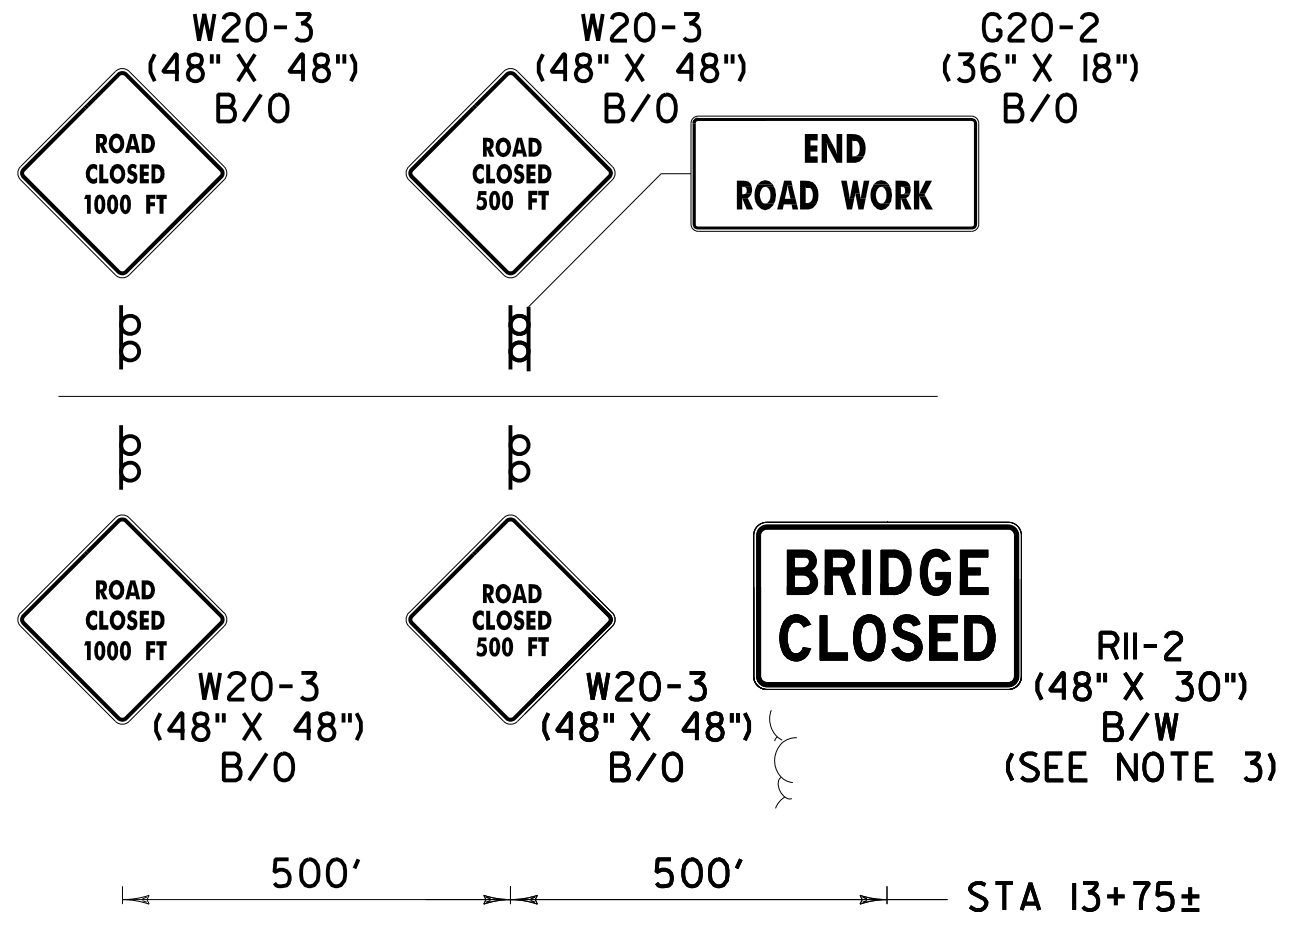 W20-3
(48" X 48")
B/O
ROAD
CLOSED
1000 FT
W20-3
(48" X 48")
B/O
ROAD
CLOSED
500 FT
G20-2
(36" X 18")
B/O
END
ROAD WORK
ROAD
CLOSED
1000 FT
W20-3
(48" X 48")
B/O
ROAD
CLOSED
500 FT
W20-3
(48" X 48")
B/O
BRIDGE
CLOSED
R11-2
(48" X 30")
B/W
(SEE NOTE 3)
500'
500'
STA 13+75±